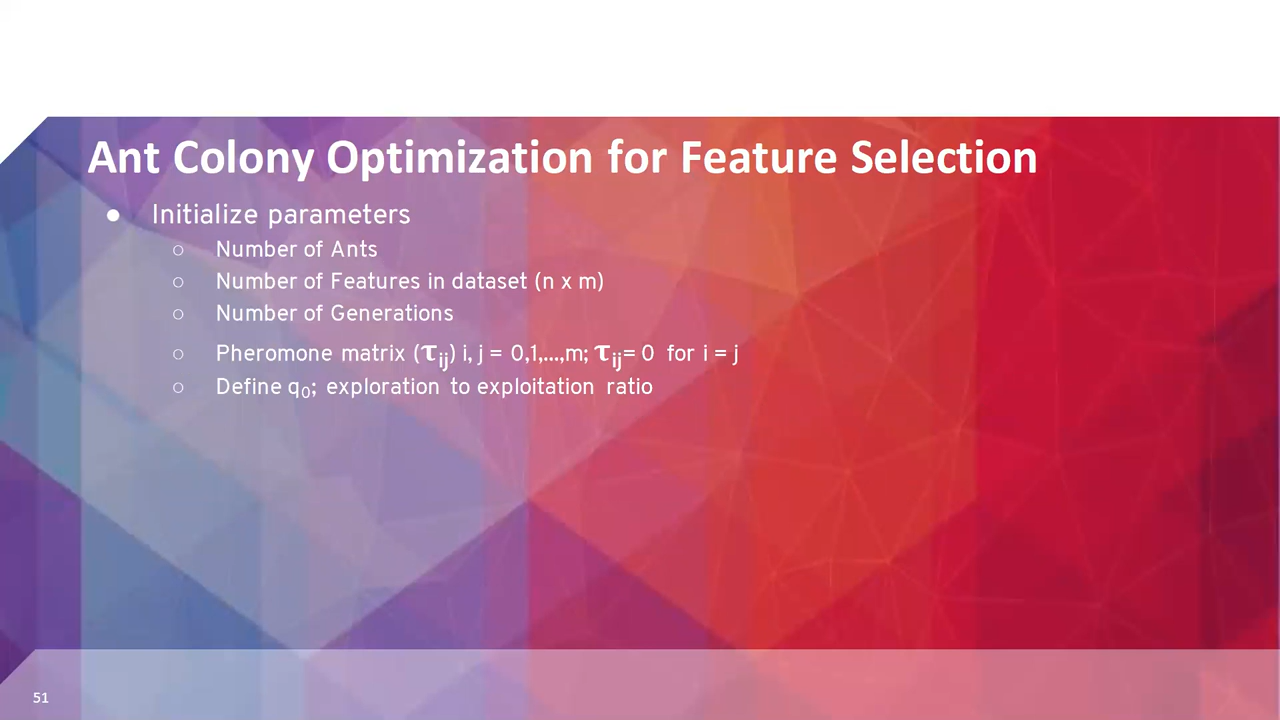 Ant Colony Optimization for Feature Selection
● Initialize parameters
○ Number of Ants
○ Number of Features in dataset (n x m)
○ Number of Generations
○ Pheromone matrix (τij) i, j = 0,1,...,m; τij= 0 for i = j
○ Define q0; exploration to exploitation ratio
51